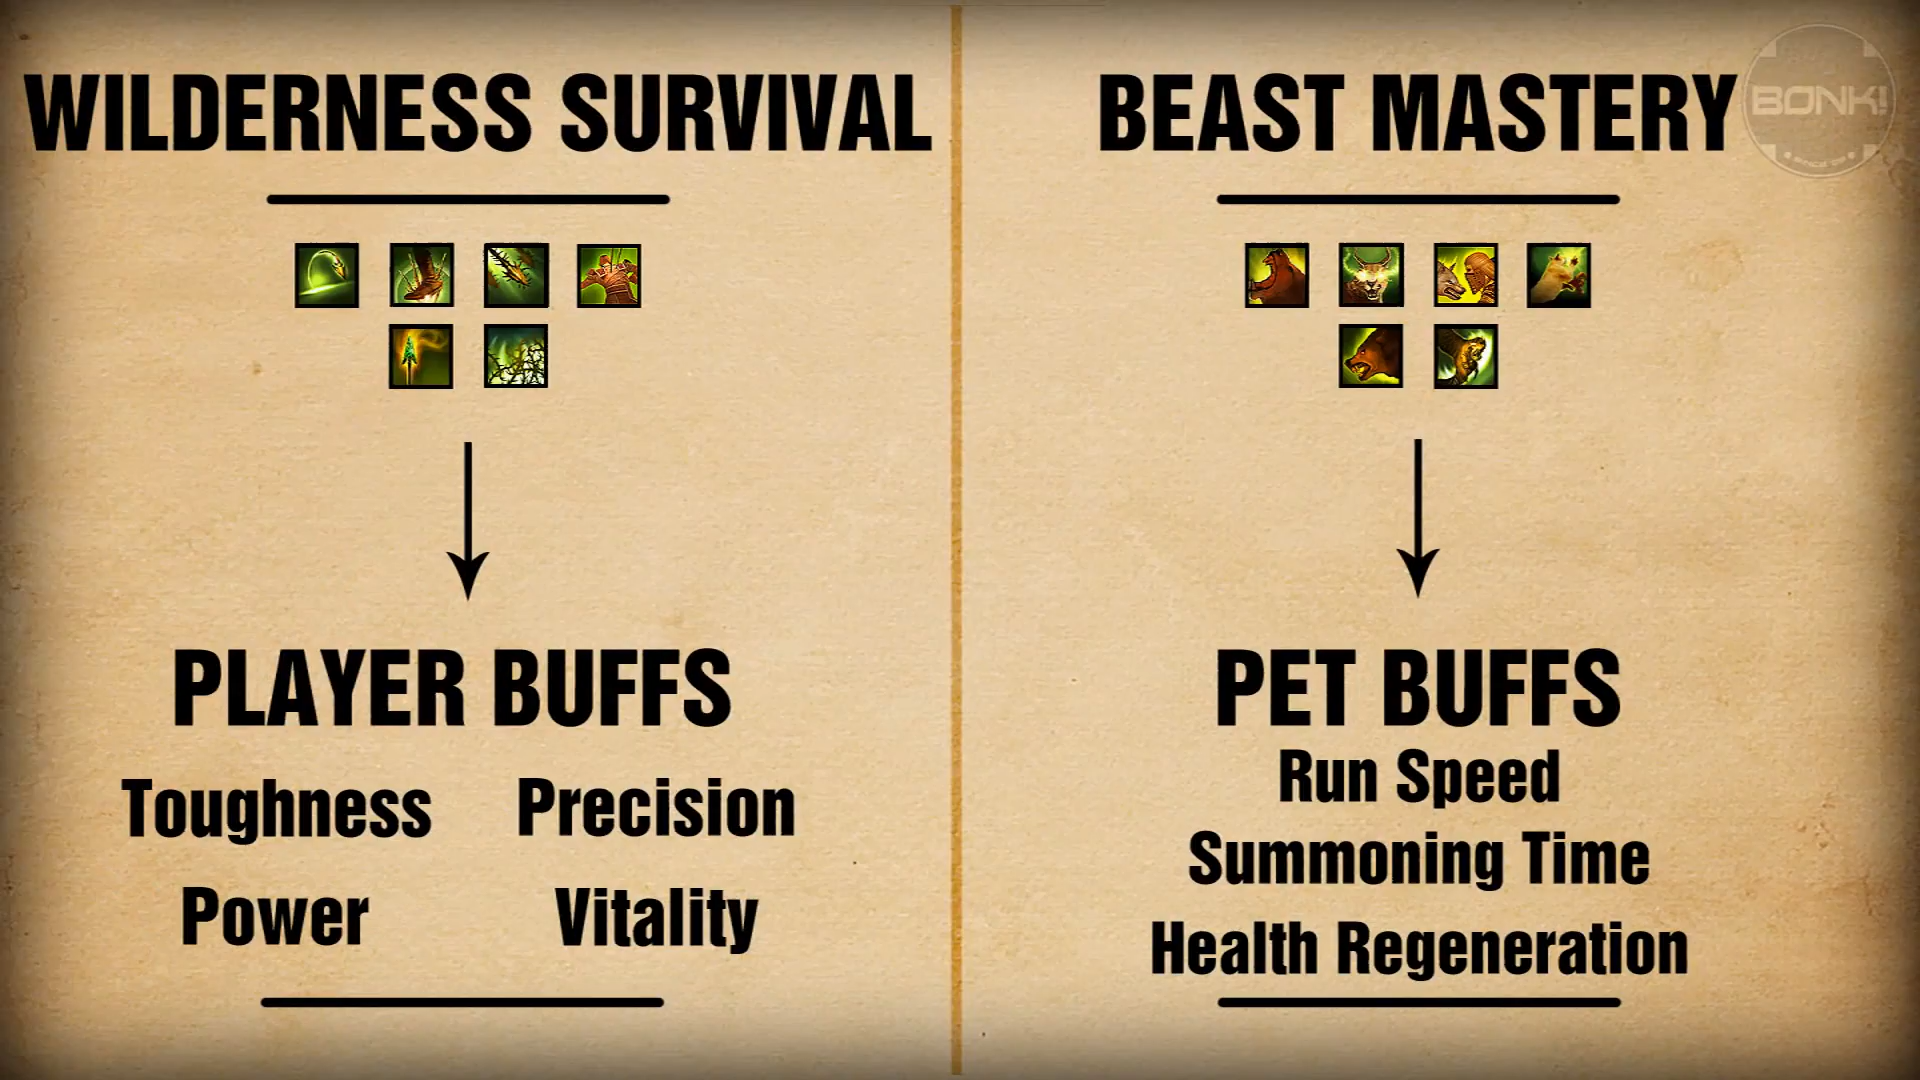 WILDERNESS SURVIVAL
PLAYER BUFFS
Toughness Precision
Power Vitality
BEAST MASTERY
PET BUFFS
Run Speed
Summoning Time
Health Regeneration
BONK!